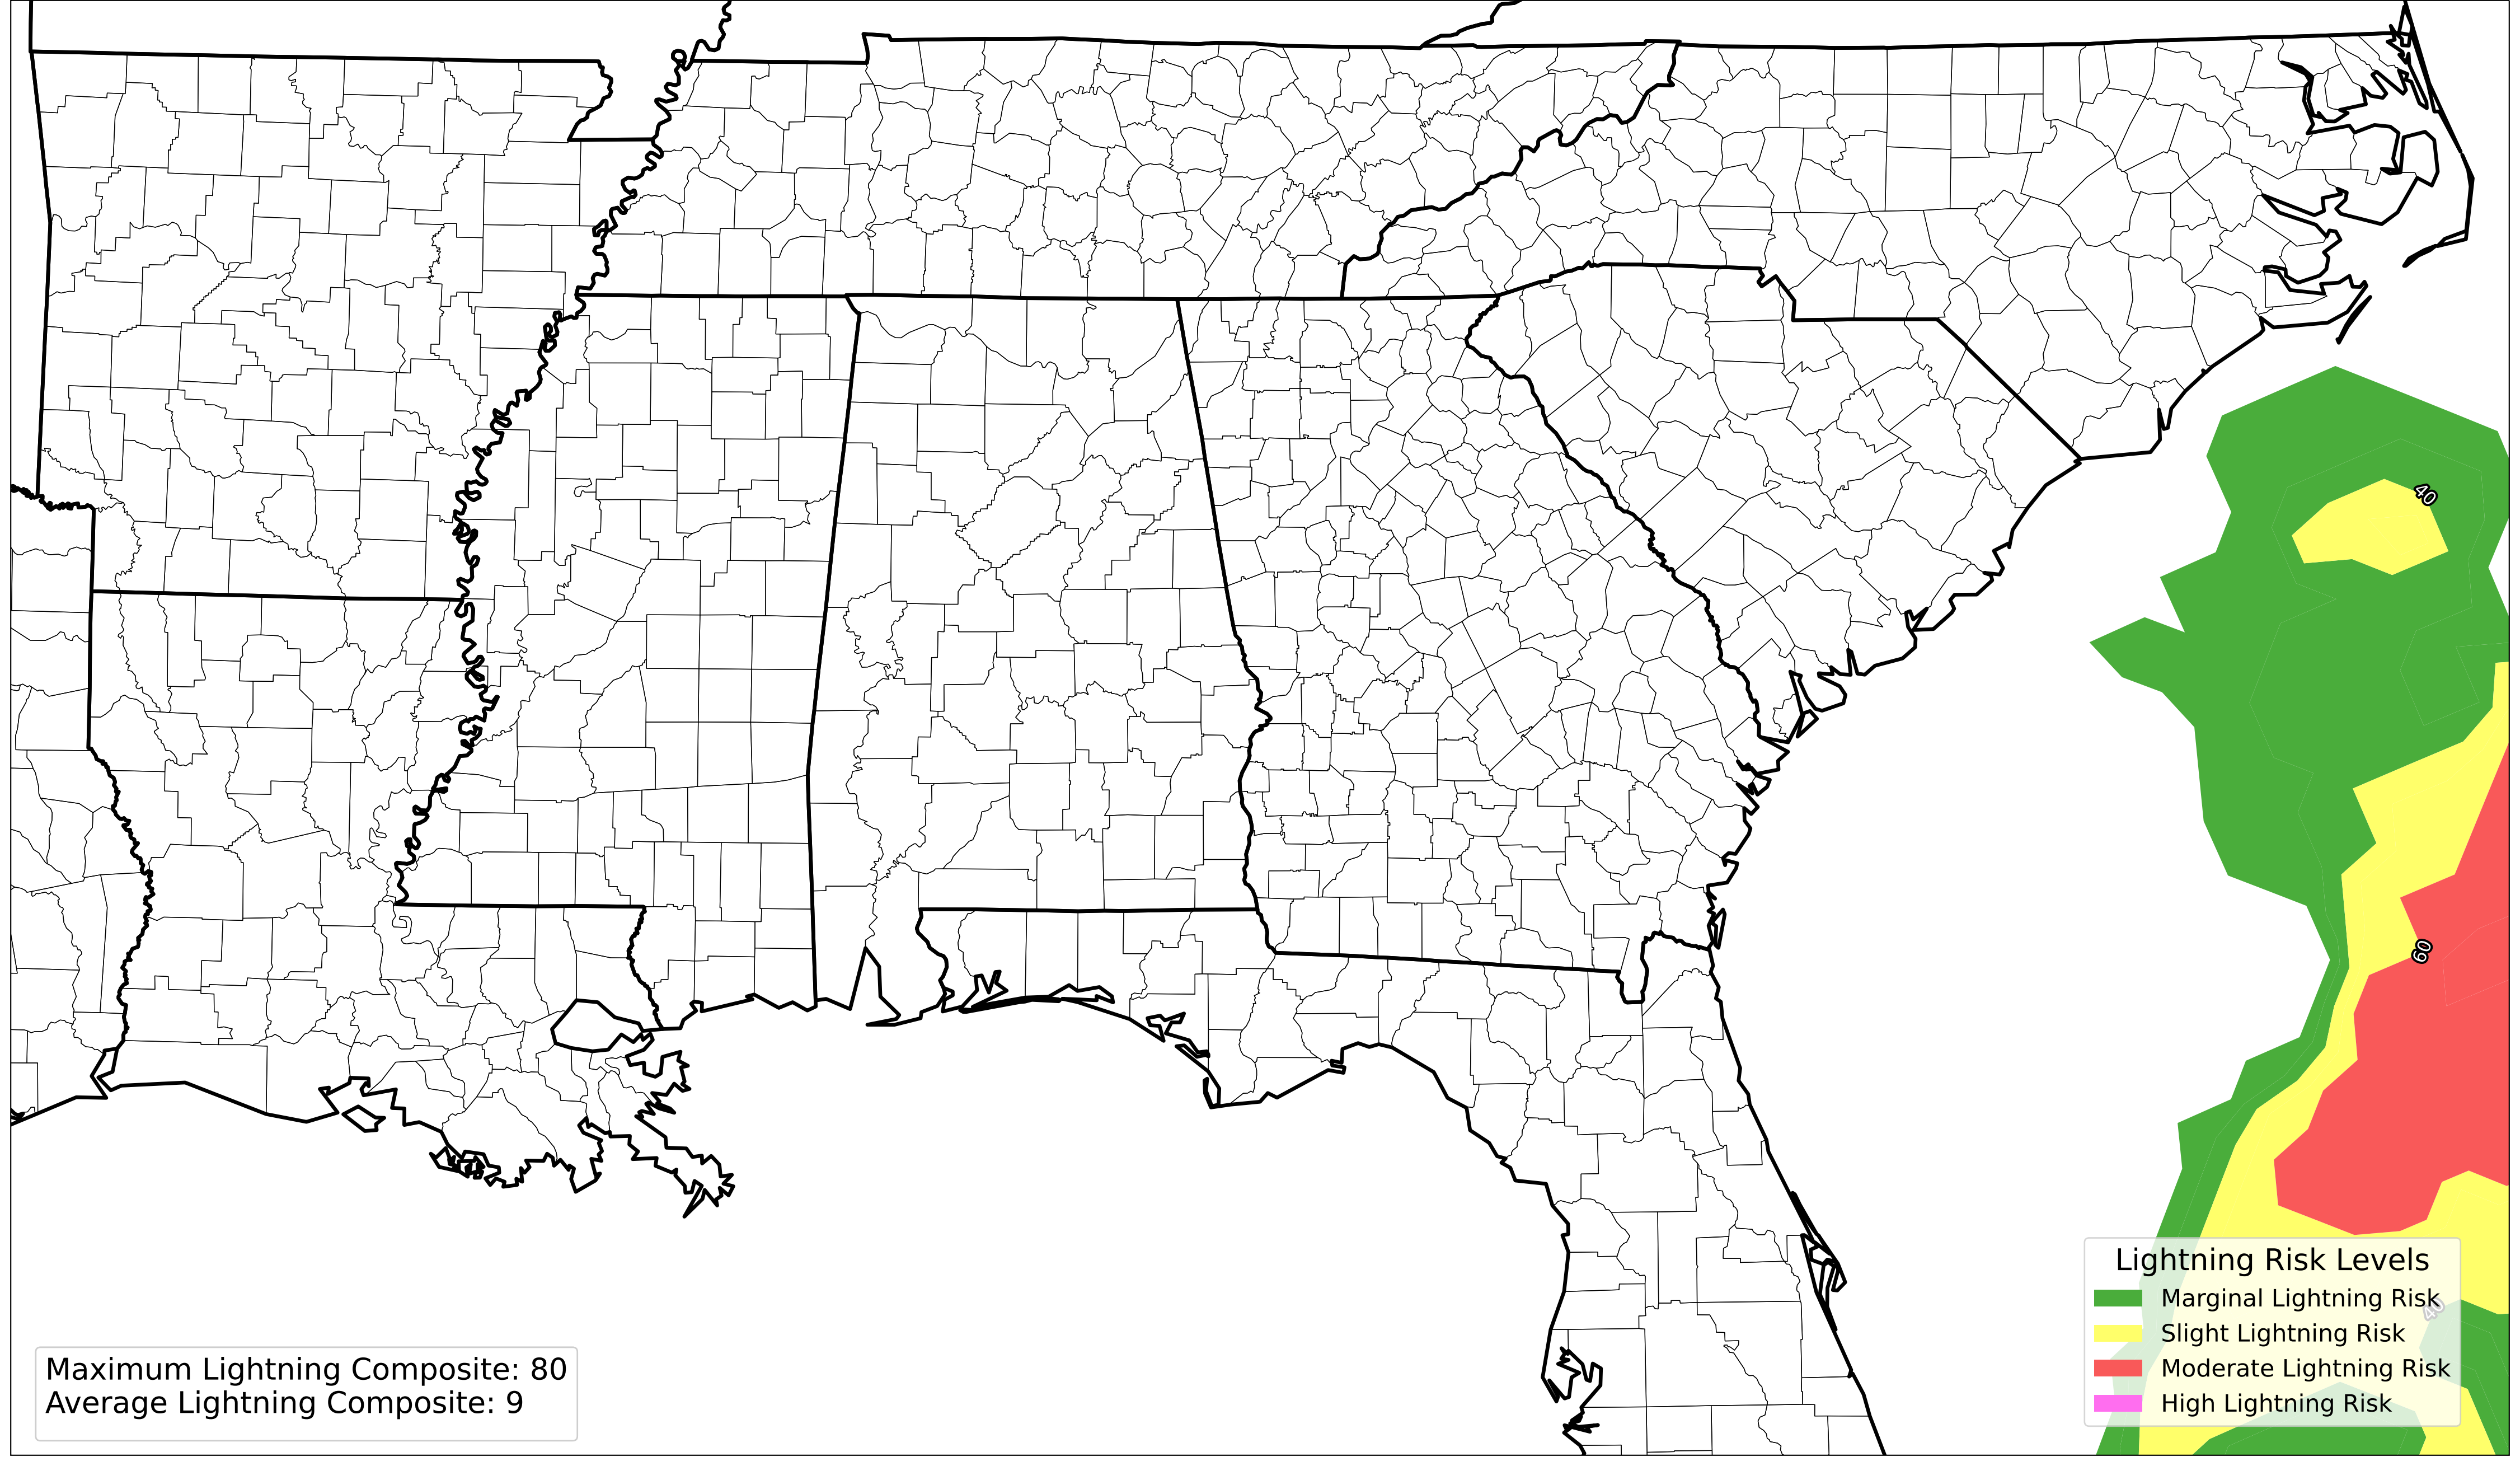 40
60
Lightning Risk Levels
40
Marginal Lightning Risk
Slight Lightning Risk
Moderate Lightning Risk
High Lightning Risk
Maximum Lightning Composite: 80
Average Lightning Composite: 9